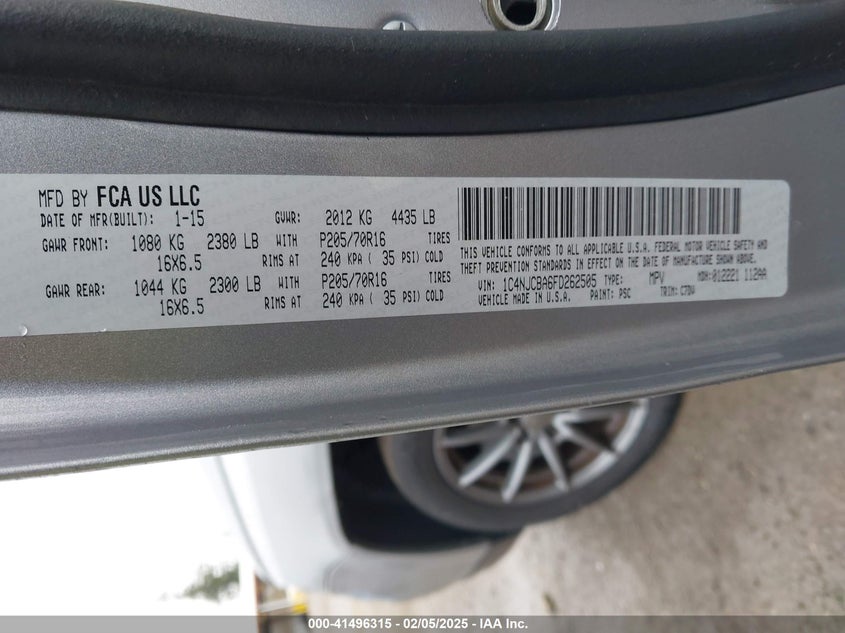 MFD BY FCA US LLC
DATE OF MFR(BUILT): 1-15 GVWR: 2012 KG 4435 LB
GAWR FRONT: 1080 KG 2380 LB WITH P205/70R16 TIRES
16X6.5 RIMS AT 240 KPA ( 35 PSI) COLD
GAWR REAR: 1044 KG 2300 LB WITH P205/70R16 TIRES
16X6.5 RIMS AT 240 KPA ( 35 PSI) COLD
THIS VEHICLE CONFORMS TO ALL APPLICABLE U.S.A. FEDERAL MOTOR VEHICLE SAFETY AND
THEFT PREVENTION STANDARDS IN EFFECT ON THE DATE OF MANUFACTURE SHOWN ABOVE.
VIN: 1C4NJCBA6FD262505 TYPE: MPV MDH:012221 112AA
VEHICLE MADE IN U.S.A. PAINT: PSC TRIM: C7DV
000-41496315 - 02/05/2025 - IAA Inc.